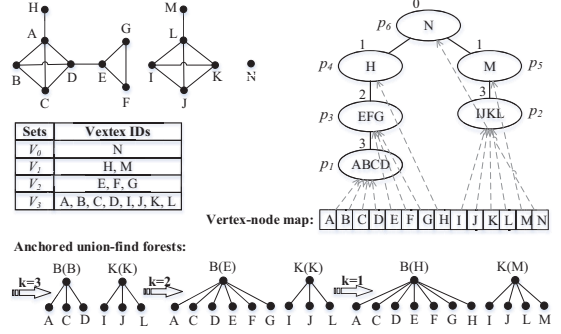 H M 0
N
p₆
A L G
1 1
p₄ H M p₅
B D E I K N
2 3
p₃ EFG IJKL p₂
C F J
3
p₁ ABCD
Sets Vextex IDs
V₀ N
V₁ H, M
V₂ E, F, G
V₃ A, B, C, D, I, J, K, L
Vertex-node map: A B C D E F G H I J K L M N
Anchored union-find forests:
k=3 B(B) K(K) k=2 B(E) K(K) k=1 B(H) K(M)
A C D I J L A C D E F G I J L A C D E F G H I J L M